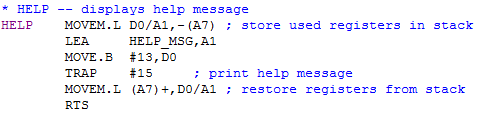 * HELP -- displays help message
HELP    MOVEM.L D0/A1,-(A7) ; store used registers in stack
        LEA     HELP_MSG,A1
        MOVE.B  #13,D0
        TRAP    #15     ; print help message
        MOVEM.L (A7)+,D0/A1 ; restore registers from stack
        RTS